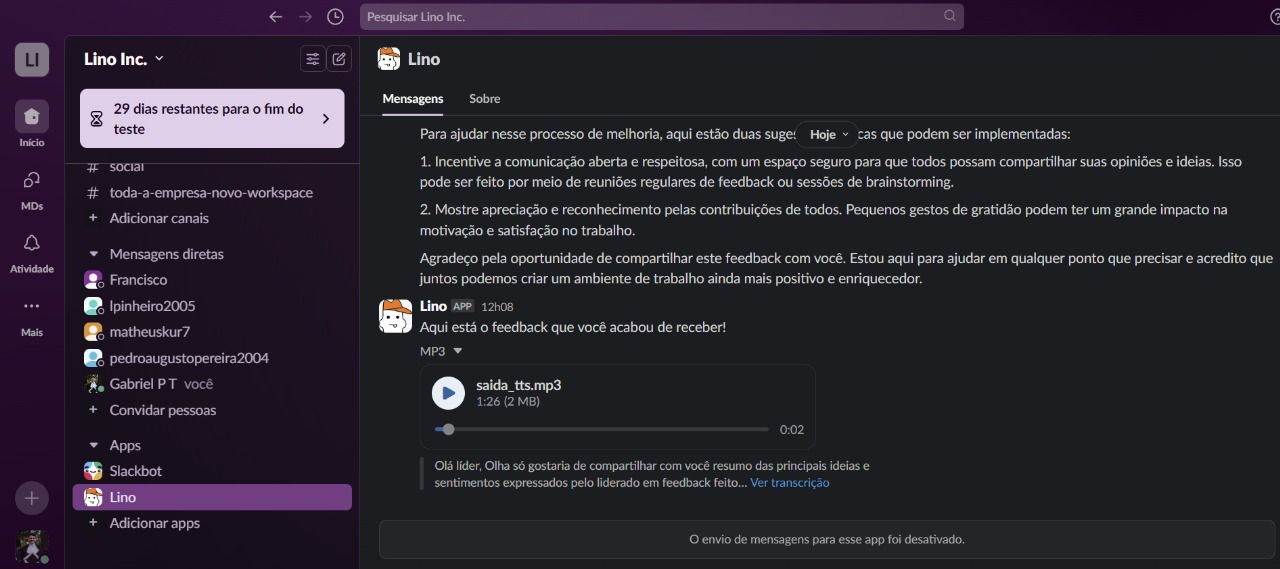 Pesquisar Lino Inc.
LI
Início
MDs
Atividade
Mais
Lino Inc.
29 dias restantes para o fim do
teste
# social
# toda-a-empresa-novo-workspace
+ Adicionar canais
Mensagens diretas
Francisco
lpinheiro2005
matheuskur7
pedroaugustopereira2004
Gabriel P T você
+ Convidar pessoas
Apps
Slackbot
Lino
+ Adicionar apps
Lino
Mensagens Sobre
Hoje
Para ajudar nesse processo de melhoria, aqui estão duas que podem ser implementadas:
1. Incentive a comunicação aberta e respeitosa, com um espaço seguro para que todos possam compartilhar suas opiniões e ideias. Isso
pode ser feito por meio de reuniões regulares de feedback ou sessões de brainstorming.
2. Mostre apreciação e reconhecimento pelas contribuições de todos. Pequenos gestos de gratidão podem ter um grande impacto na
motivação e satisfação no trabalho.
Agradeço pela oportunidade de compartilhar este feedback com você. Estou aqui para ajudar em qualquer ponto que precisar e acredito que
juntos podemos criar um ambiente de trabalho ainda mais positivo e enriquecedor.
Lino APP 12h08
Aqui está o feedback que você acabou de receber!
MP3
saida_tts.mp3
1:26 (2 MB)
0:02
Olá líder, Olha só gostaria de compartilhar com você resumo das principais ideias e
sentimentos expressados pelo liderado em feedback feito... Ver transcrição
O envio de mensagens para esse app foi desativado.